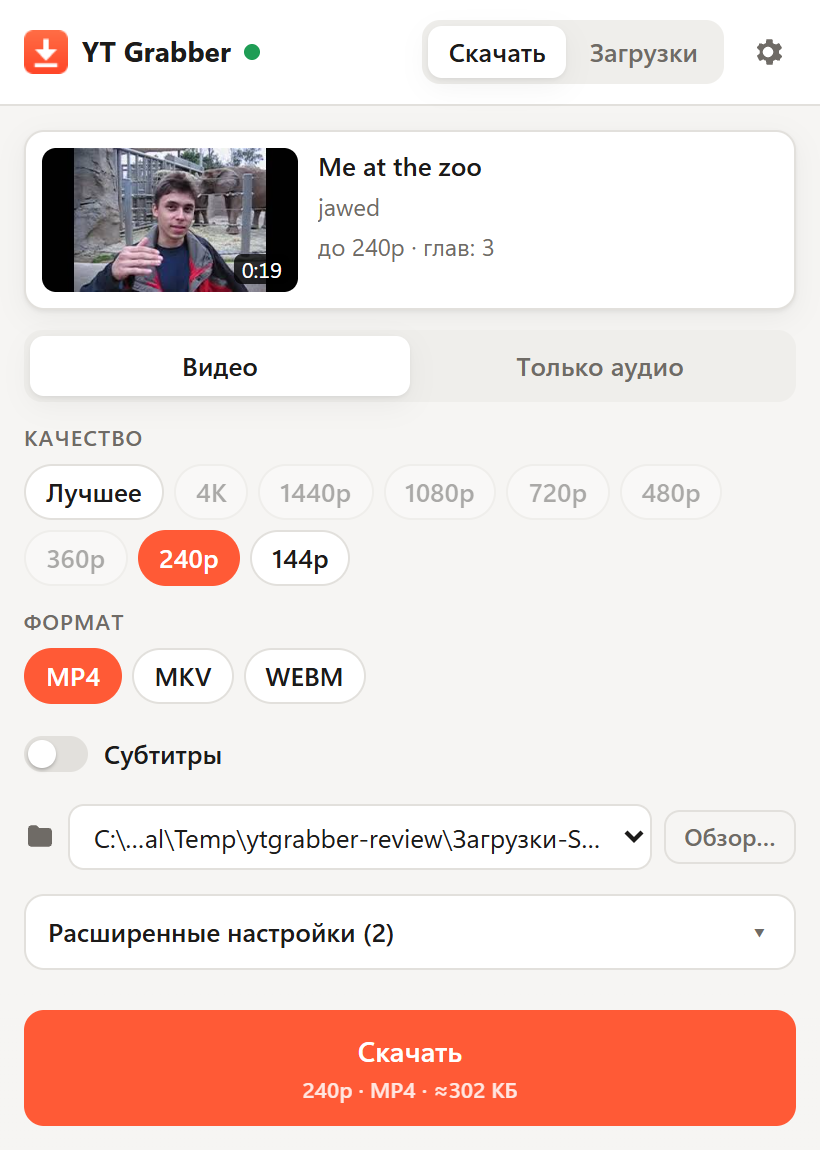 YT Grabber
Скачать
Загрузки
0:19
Me at the zoo
jawed
до 240p · глав: 3
Видео
Только аудио
КАЧЕСТВО
Лучшее 4K 1440p 1080p 720p 480p
360p 240p 144p
ФОРМАТ
MP4 MKV WEBM
Субтитры
C:\...al\Temp\ytgrabber-review\Загрузки-S...
Обзор...
Расширенные настройки (2)
Скачать
240p · MP4 · ≈302 КБ